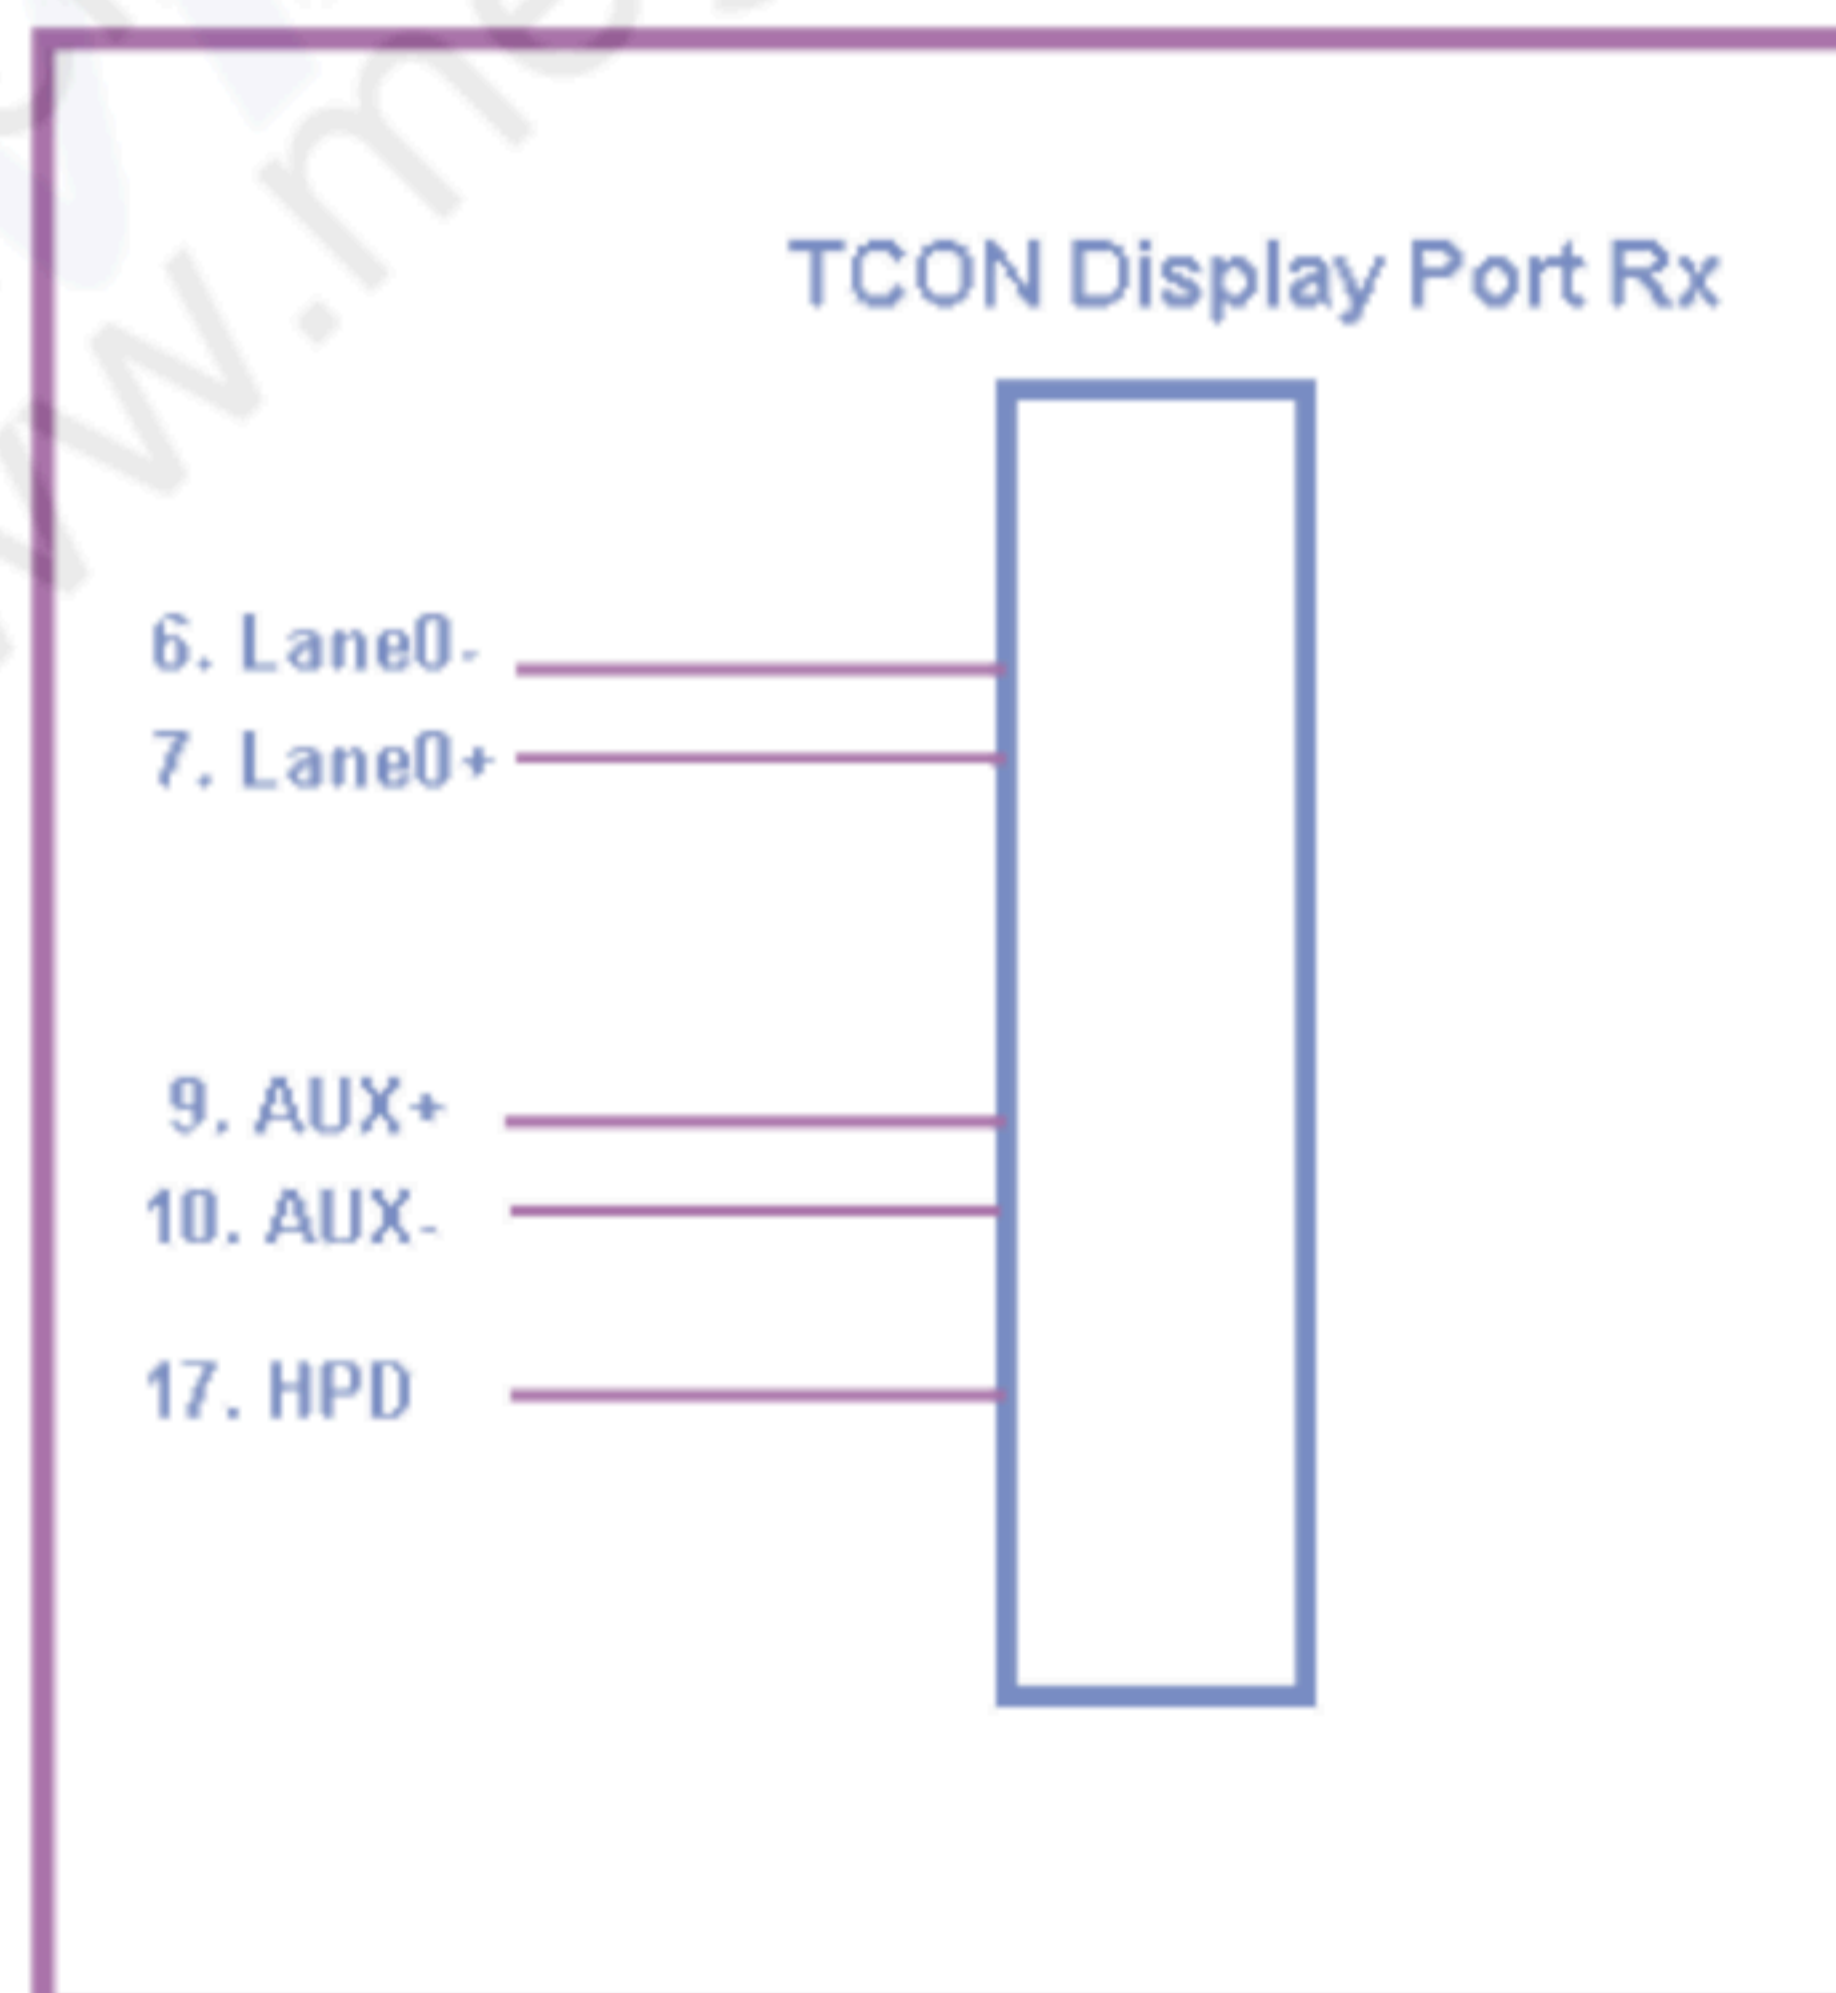 TCON Display Port Rx
6. Lane0-
7. Lane0+
9. AUX+
10. AUX-
17. HPD